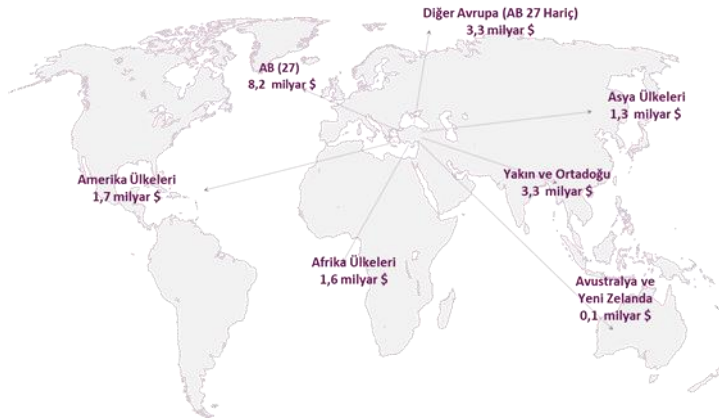 Diğer Avrupa (AB 27 Hariç)
3,3 milyar $
AB (27)
8,2 milyar $
Asya Ülkeleri
1,3 milyar $
Amerika Ülkeleri
1,7 milyar $
Yakın ve Ortadoğu
3,3 milyar $
Afrika Ülkeleri
1,6 milyar $
Avustralya ve
Yeni Zelanda
0,1 milyar $